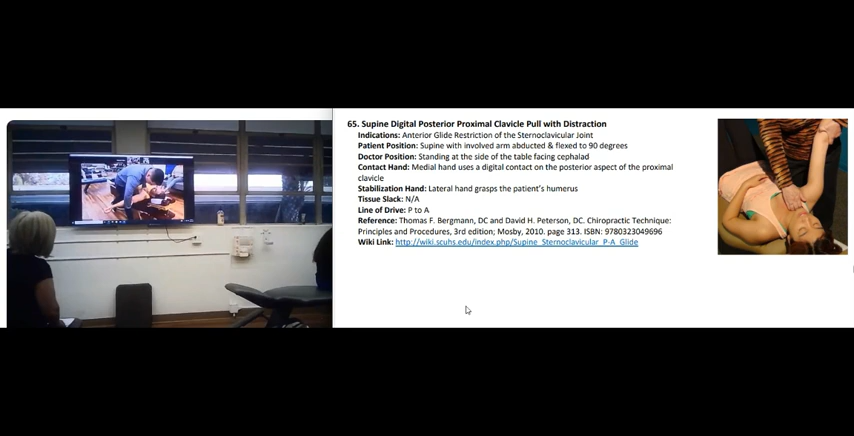 65. Supine Digital Posterior Proximal Clavicle Pull with Distraction
Indications: Anterior Glide Restriction of the Sternoclavicular Joint
Patient Position: Supine with involved arm abducted & flexed to 90 degrees
Doctor Position: Standing at the side of the table facing cephalad
Contact Hand: Medial hand uses a digital contact on the posterior aspect of the proximal
clavicle
Stabilization Hand: Lateral hand grasps the patient's humerus
Tissue Slack: N/A
Line of Drive: P to A
Reference: Thomas F. Bergmann, DC and David H. Peterson, DC. Chiropractic Technique:
Principles and Procedures, 3rd edition; Mosby, 2010. page 313. ISBN: 9780323049696
Wiki Link: http://wiki.scuhs.edu/index.php/Supine_Sternoclavicular_P-A_Glide